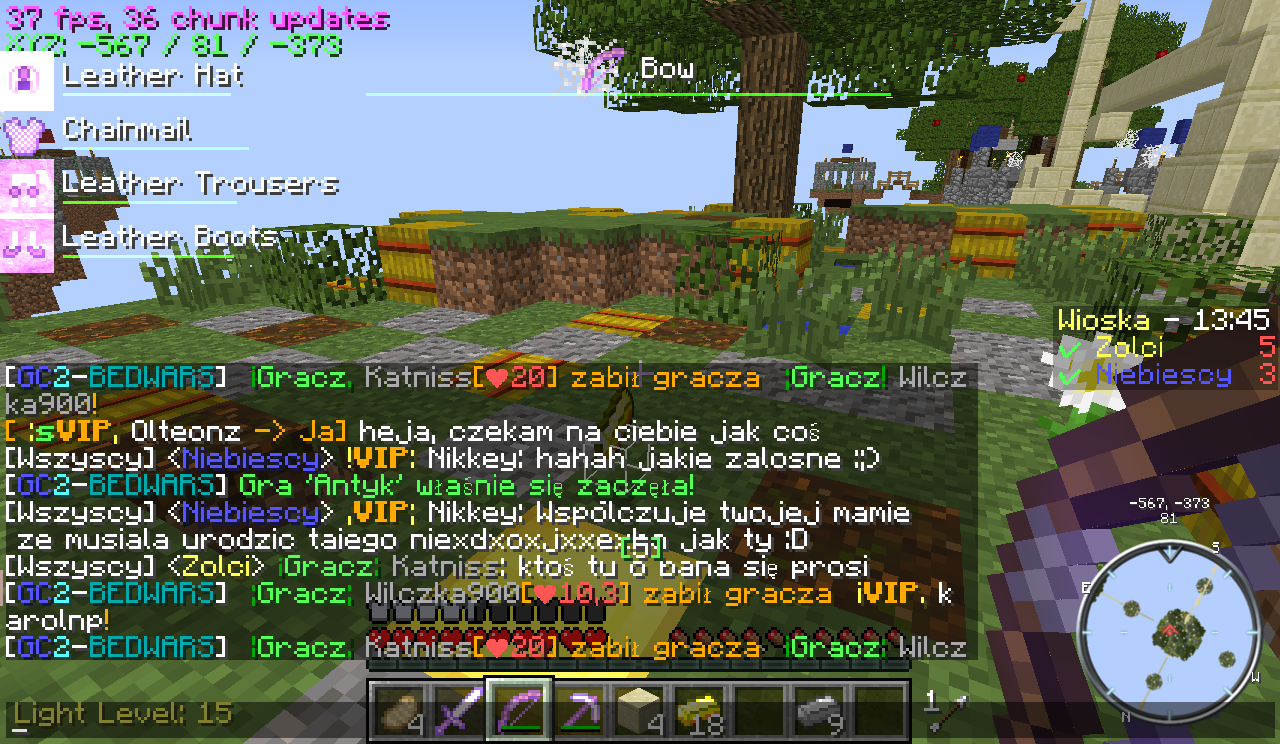 37 fps, 36 chunk updates
XYZ: -567 / 81 / -373
Leather Hat
Bow
Chainmail
Leather Trousers
Leather Boots
Wioska - 13:45
✓ Zolci 5
✓ Niebiescy 3
[GC2-BEDWARS] ¡Gracz¡ Katniss[❤20] zabił gracza ¡Gracz! Wilcz
ka900!
[ ¡sVIP, Olteonz -> Ja] heja, czekam na ciebie jak coś
[Wszyscy] <Niebiescy> !VIP¦ Nikkey: hahah jakie zalosne ;;)
[GC2-BEDWARS] Gra 'Antyk' właśnie się zaczęła!
[Wszyscy] <Niebiescy> ,VIP; Nikkey: Wspólczuje twojej mamie
ze musiala urodzic taiego jak ty :D
[Wszyscy] <Zolci> ¡Gracz¦ Katniss: ktoś tu o bana się prosi
[GC2-BEDWARS] ¦Gracz¦ Wilczka900[❤10,3] zabił gracza ¡VIP. k
arolnp!
[GC2-BEDWARS] ¡Gracz¡ Katniss[❤20] zabił gracza ¡Gracz¦ Wilcz
-567, -373
81
S
E
W
N
4
4
18
9
1
Light Level: 15